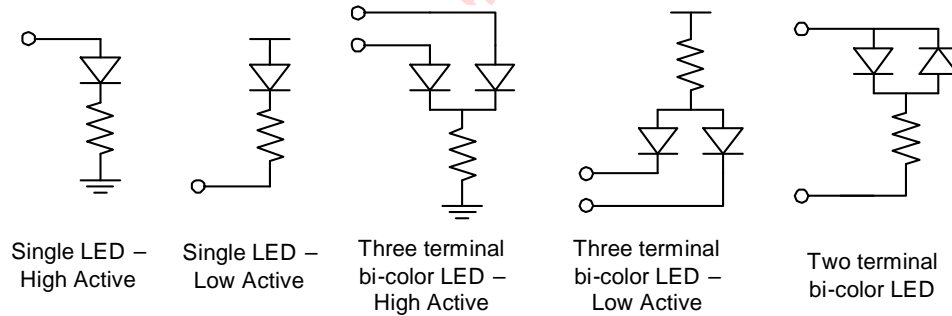 Single LED –
High Active
Single LED –
Low Active
Three terminal
bi-color LED –
High Active
Three terminal
bi-color LED –
Low Active
Two terminal
bi-color LED